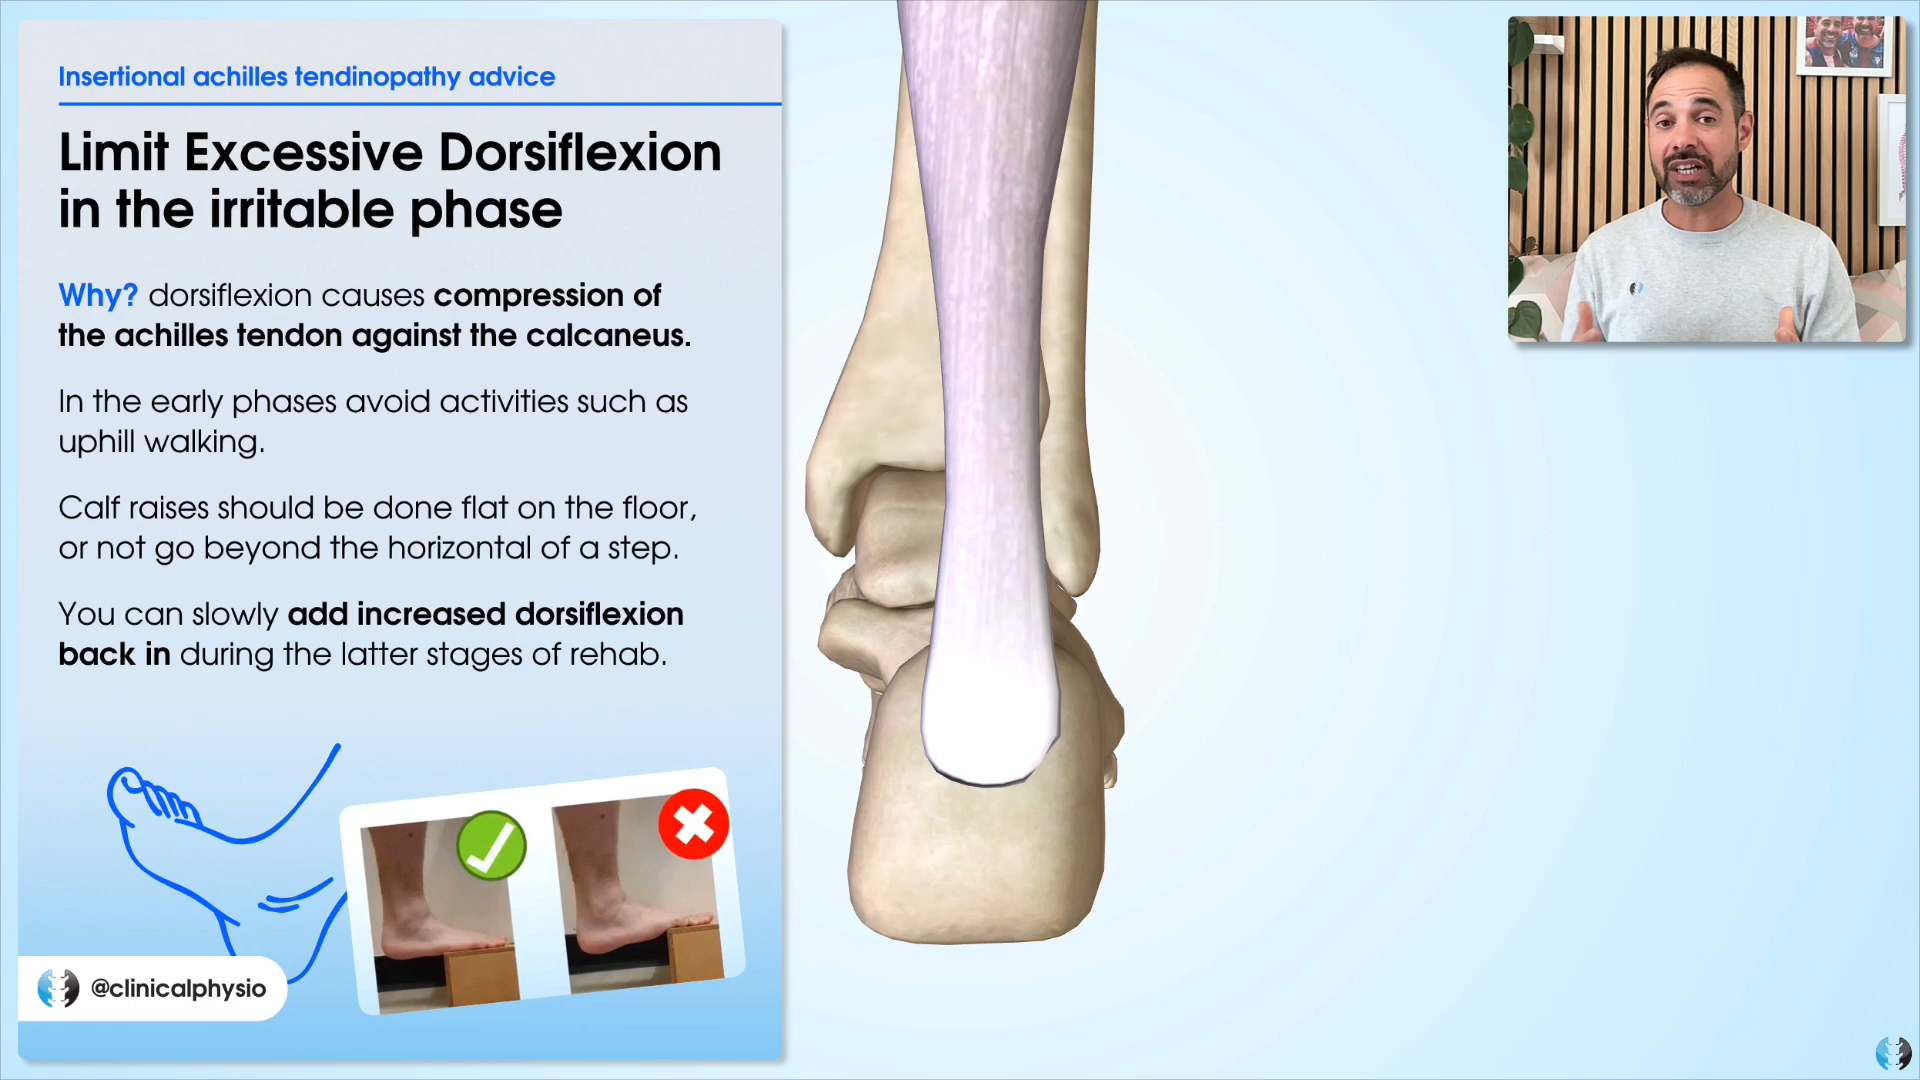 Insertional achilles tendinopathy advice
Limit Excessive Dorsiflexion
in the irritable phase
Why? dorsiflexion causes compression of
the achilles tendon against the calcaneus.
In the early phases avoid activities such as
uphill walking.
Calf raises should be done flat on the floor,
or not go beyond the horizontal of a step.
You can slowly add increased dorsiflexion
back in during the latter stages of rehab.
@clinicalphysio